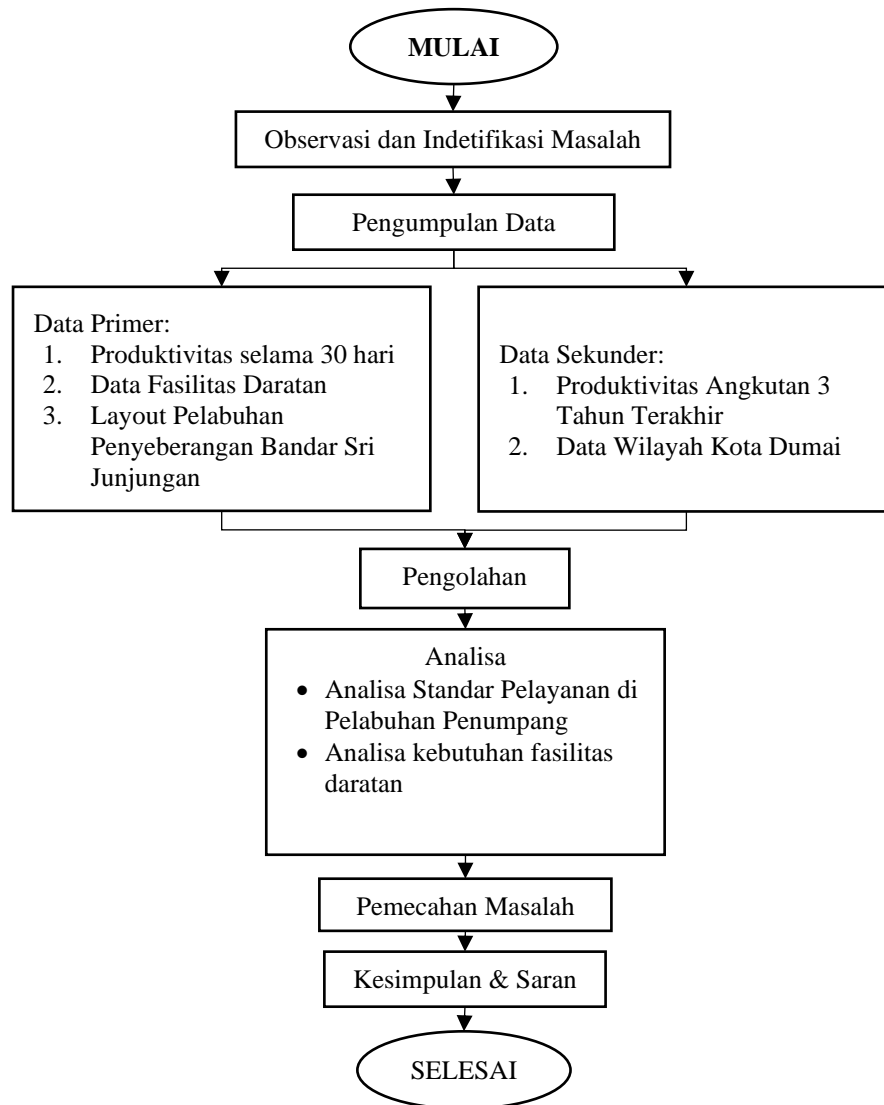 MULAI
Observasi dan Indetifikasi Masalah
Pengumpulan Data
Data Primer:
1. Produktivitas selama 30 hari
2. Data Fasilitas Daratan
3. Layout Pelabuhan
Penyeberangan Bandar Sri
Junjungan
Data Sekunder:
1. Produktivitas Angkutan 3
Tahun Terakhir
2. Data Wilayah Kota Dumai
Pengolahan
Analisa
• Analisa Standar Pelayanan di
Pelabuhan Penumpang
• Analisa kebutuhan fasilitas
daratan
Pemecahan Masalah
Kesimpulan & Saran
SELESAI